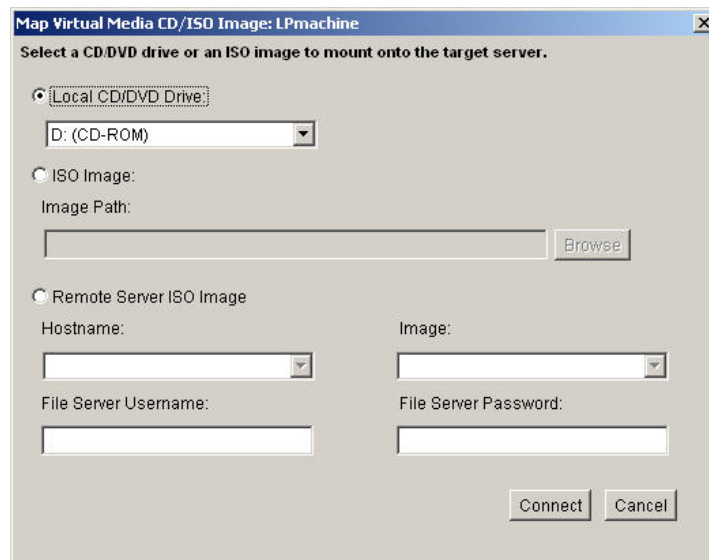 Map Virtual Media CD/ISO Image: LPmachine
Select a CD/DVD drive or an ISO image to mount onto the target server.
Local CD/DVD Drive:
D: (CD-ROM)
ISO Image:
Image Path:
Browse
Remote Server ISO Image
Hostname: Image:
File Server Username: File Server Password:
Connect Cancel